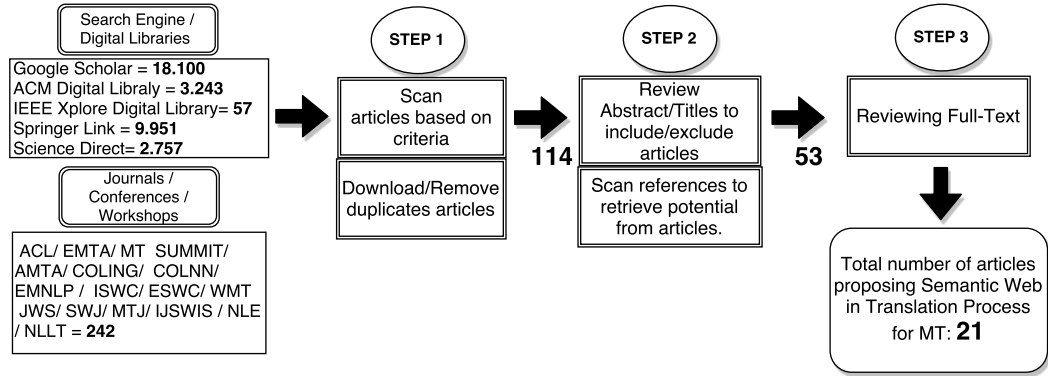 Search Engine /
Digital Libraries
Google Scholar = 18.100
ACM Digital Libraly = 3.243
IEEE Xplore Digital Library= 57
Springer Link = 9.951
Science Direct= 2.757
Journals /
Conferences /
Workshops
ACL/ EMTA/ MT SUMMIT/
AMTA/ COLING/ COLNN/
EMNLP / ISWC/ ESWC/ WMT
JWS/ SWJ/ MTJ/ IJSWIS / NLE
/ NLLT = 242
STEP 1
Scan
articles based on
criteria
Download/Remove
duplicates articles
114
STEP 2
Review
Abstract/Titles to
include/exclude
articles
Scan references to
retrieve potential
from articles.
53
STEP 3
Reviewing Full-Text
Total number of articles
proposing Semantic Web
in Translation Process
for MT: 21